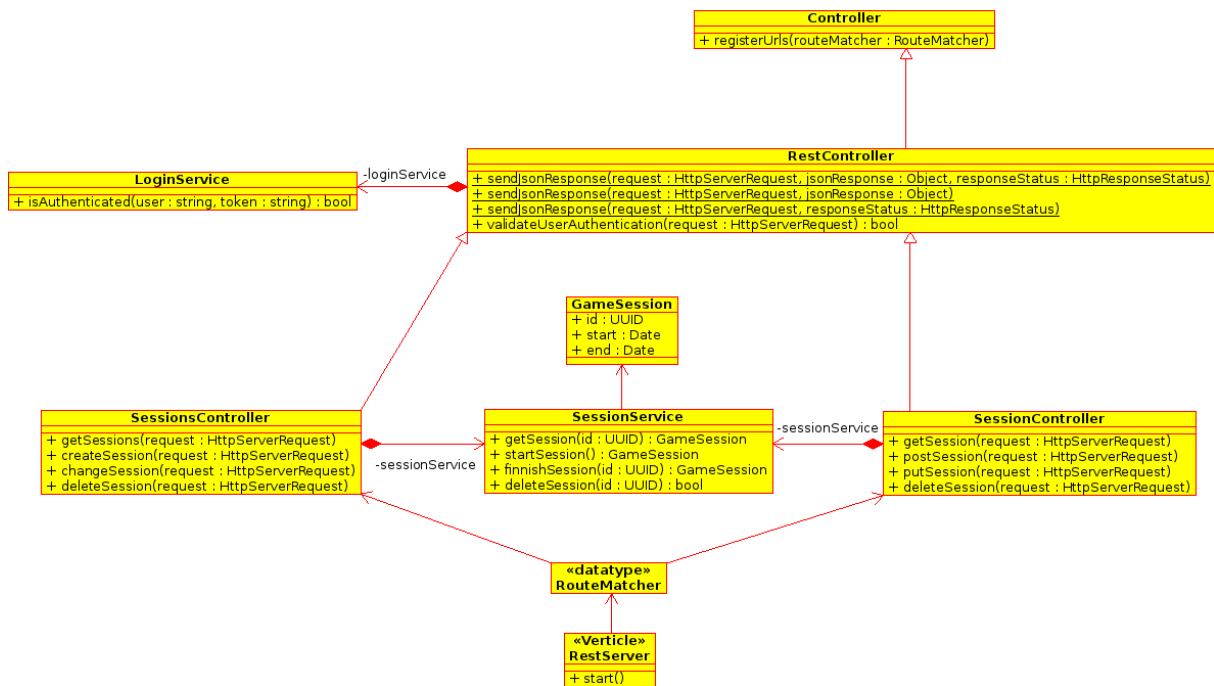 Controller
+ registerUrls(routeMatcher : RouteMatcher)
RestController
+ sendJsonResponse(request : HttpServerRequest, jsonResponse : Object, responseStatus : HttpResponseStatus)
+ sendJsonResponse(request : HttpServerRequest, jsonResponse : Object)
+ sendJsonResponse(request : HttpServerRequest, responseStatus : HttpResponseStatus)
+ validateUserAuthentication(request : HttpServerRequest) : bool
-loginService
LoginService
+ isAuthenticated(user : string, token : string) : bool
GameSession
+ id : UUID
+ start : Date
+ end : Date
SessionsController
+ getSessions(request : HttpServerRequest)
+ createSession(request : HttpServerRequest)
+ changeSession(request : HttpServerRequest)
+ deleteSession(request : HttpServerRequest)
-sessionService
SessionService
+ getSession(id : UUID) : GameSession
+ startSession() : GameSession
+ finnishSession(id : UUID) : GameSession
+ deleteSession(id : UUID) : bool
-sessionService
SessionController
+ getSession(request : HttpServerRequest)
+ postSession(request : HttpServerRequest)
+ putSession(request : HttpServerRequest)
+ deleteSession(request : HttpServerRequest)
«datatype»
RouteMatcher
«Verticle»
RestServer
+ start()